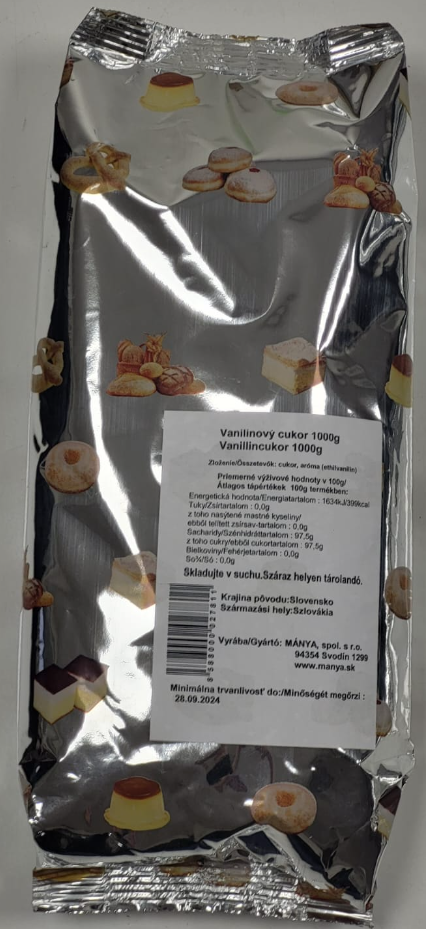 Vanilínový cukor 1000g
Vanillincukor 1000g
Zloženie/Összatevők: cukor, aróma (ethilvanilín)
Priemerné výživové hodnoty v 100g/
Átlagos tápértékek 100g termékben:
Energetická hodnota/Energiatartalom : 1634kJ/399kcal
Tuky/Zsírtartalom : 0,0g
z toho nasýtené mastné kyseliny/
ebből telített zsírsav-tartalom : 0,0g
Sacharidy/Szénhidráttartalom : 97,5g
z toho cukry/ebből cukortartalom : 97,5g
Bielkoviny/Fehérjetartalom : 0,0g
Soľ/Só : 0,0g
Skladujte v suchu.Száraz helyen tárolandó.
Krajina pôvodu:Slovensko
Származási hely:Szlovákia
Vyrába/Gyártó: MÁNYA, spol. s r.o.
94354 Svodín 1299
www.manya.sk
Minimálna trvanlivosť do:/Minőségét megőrzi :
28.09.2024